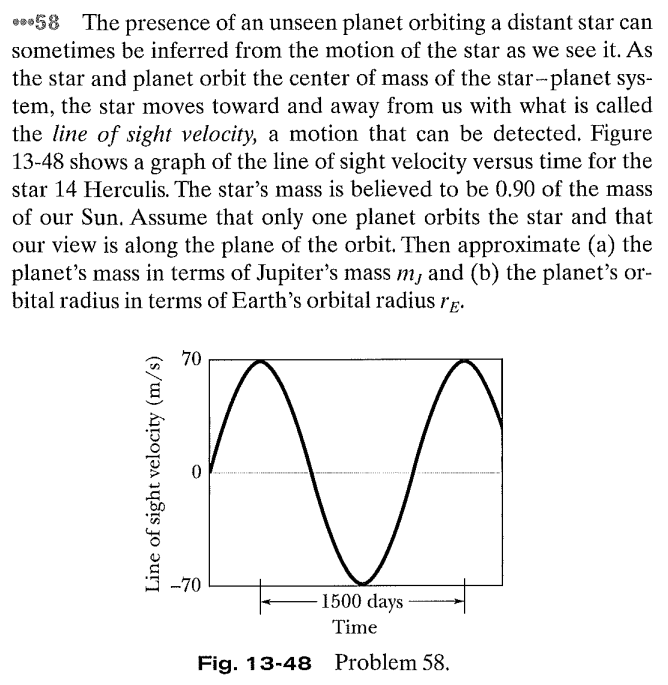 •••58 The presence of an unseen planet orbiting a distant star can
sometimes be inferred from the motion of the star as we see it. As
the star and planet orbit the center of mass of the star–planet sys-
tem, the star moves toward and away from us with what is called
the line of sight velocity, a motion that can be detected. Figure
13-48 shows a graph of the line of sight velocity versus time for the
star 14 Herculis. The star's mass is believed to be 0.90 of the mass
of our Sun. Assume that only one planet orbits the star and that
our view is along the plane of the orbit. Then approximate (a) the
planet's mass in terms of Jupiter's mass mJ and (b) the planet's or-
bital radius in terms of Earth's orbital radius rE.
Line of sight velocity (m/s)
70
0
–70
1500 days
Time
Fig. 13-48 Problem 58.